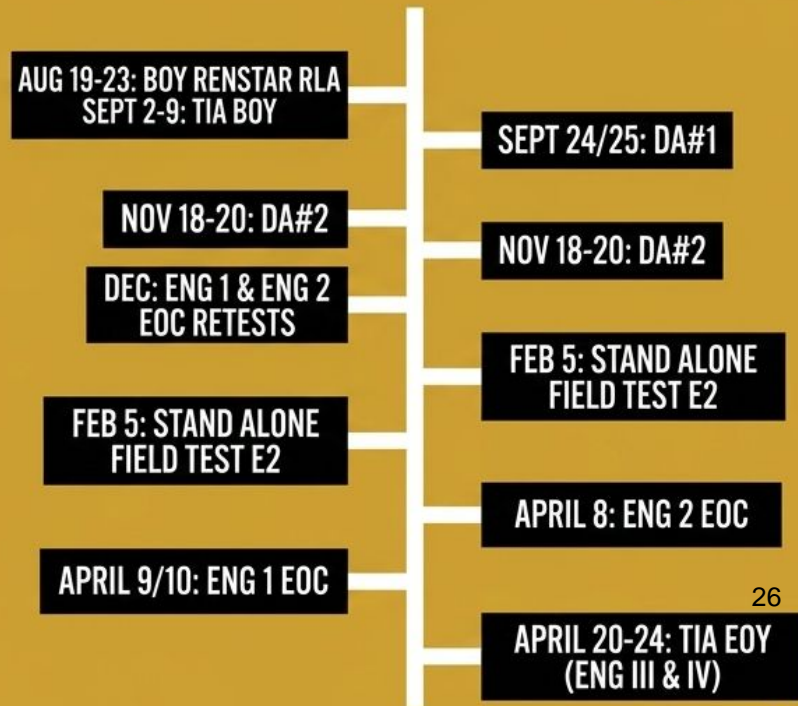 AUG 19-23: BOY RENSTAR RLA
SEPT 2-9: TIA BOY
SEPT 24/25: DA#1
NOV 18-20: DA#2
NOV 18-20: DA#2
DEC: ENG 1 & ENG 2
EOC RETESTS
FEB 5: STAND ALONE
FIELD TEST E2
FEB 5: STAND ALONE
FIELD TEST E2
APRIL 8: ENG 2 EOC
APRIL 9/10: ENG 1 EOC
26
APRIL 20-24: TIA EOY
(ENG III & IV)